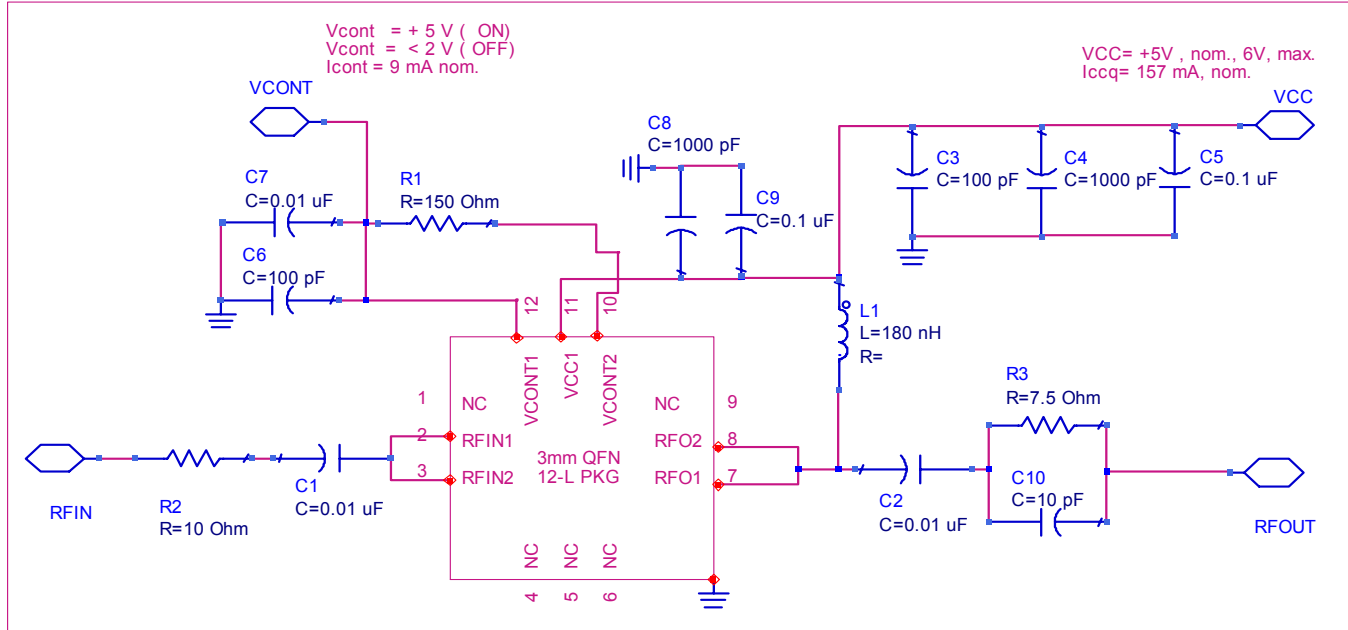 Vcont = + 5 V ( ON)
Vcont = < 2 V ( OFF)
Icont = 9 mA nom.
VCC= +5V , nom., 6V, max.
Iccq= 157 mA, nom.
VCONT
VCC
C8
C=1000 pF
C7
C=0.01 uF
R1
R=150 Ohm
C9
C=0.1 uF
C3
C=100 pF
C4
C=1000 pF
C5
C=0.1 uF
C6
C=100 pF
12
11
10
L1
L=180 nH
R=
VCONT1
VCC1
VCONT2
1
NC
NC
9
2
RFIN1
RFO2
8
3
RFIN2
RFO1
7
3mm QFN
12-L PKG
NC
NC
NC
4
5
6
RFIN
R2
R=10 Ohm
C1
C=0.01 uF
C2
C=0.01 uF
R3
R=7.5 Ohm
C10
C=10 pF
RFOUT